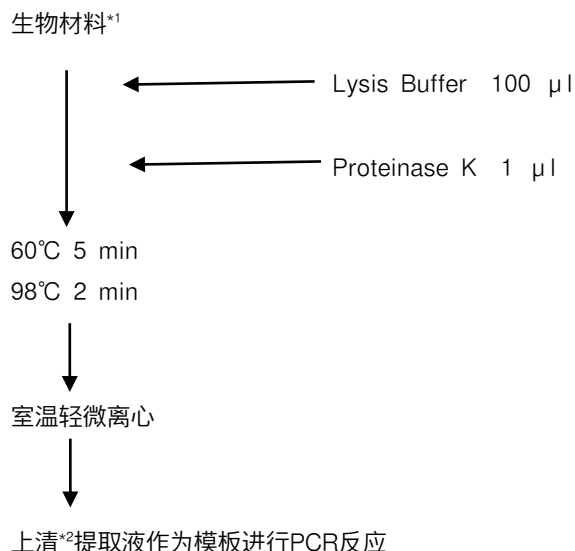 生物材料*1
Lysis Buffer 100 μl
Proteinase K 1 μl
60℃ 5 min
98℃ 2 min
室温轻微离心
上清*2提取液作为模板进行PCR反应